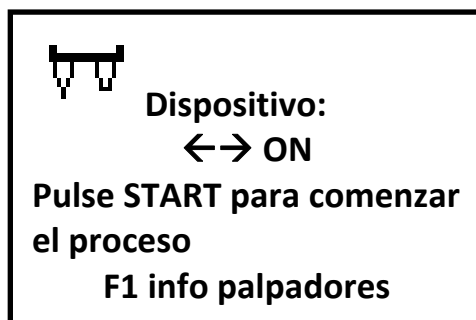 Dispositivo:
←→ ON
Pulse START para comenzar
el proceso
F1 info palpadores